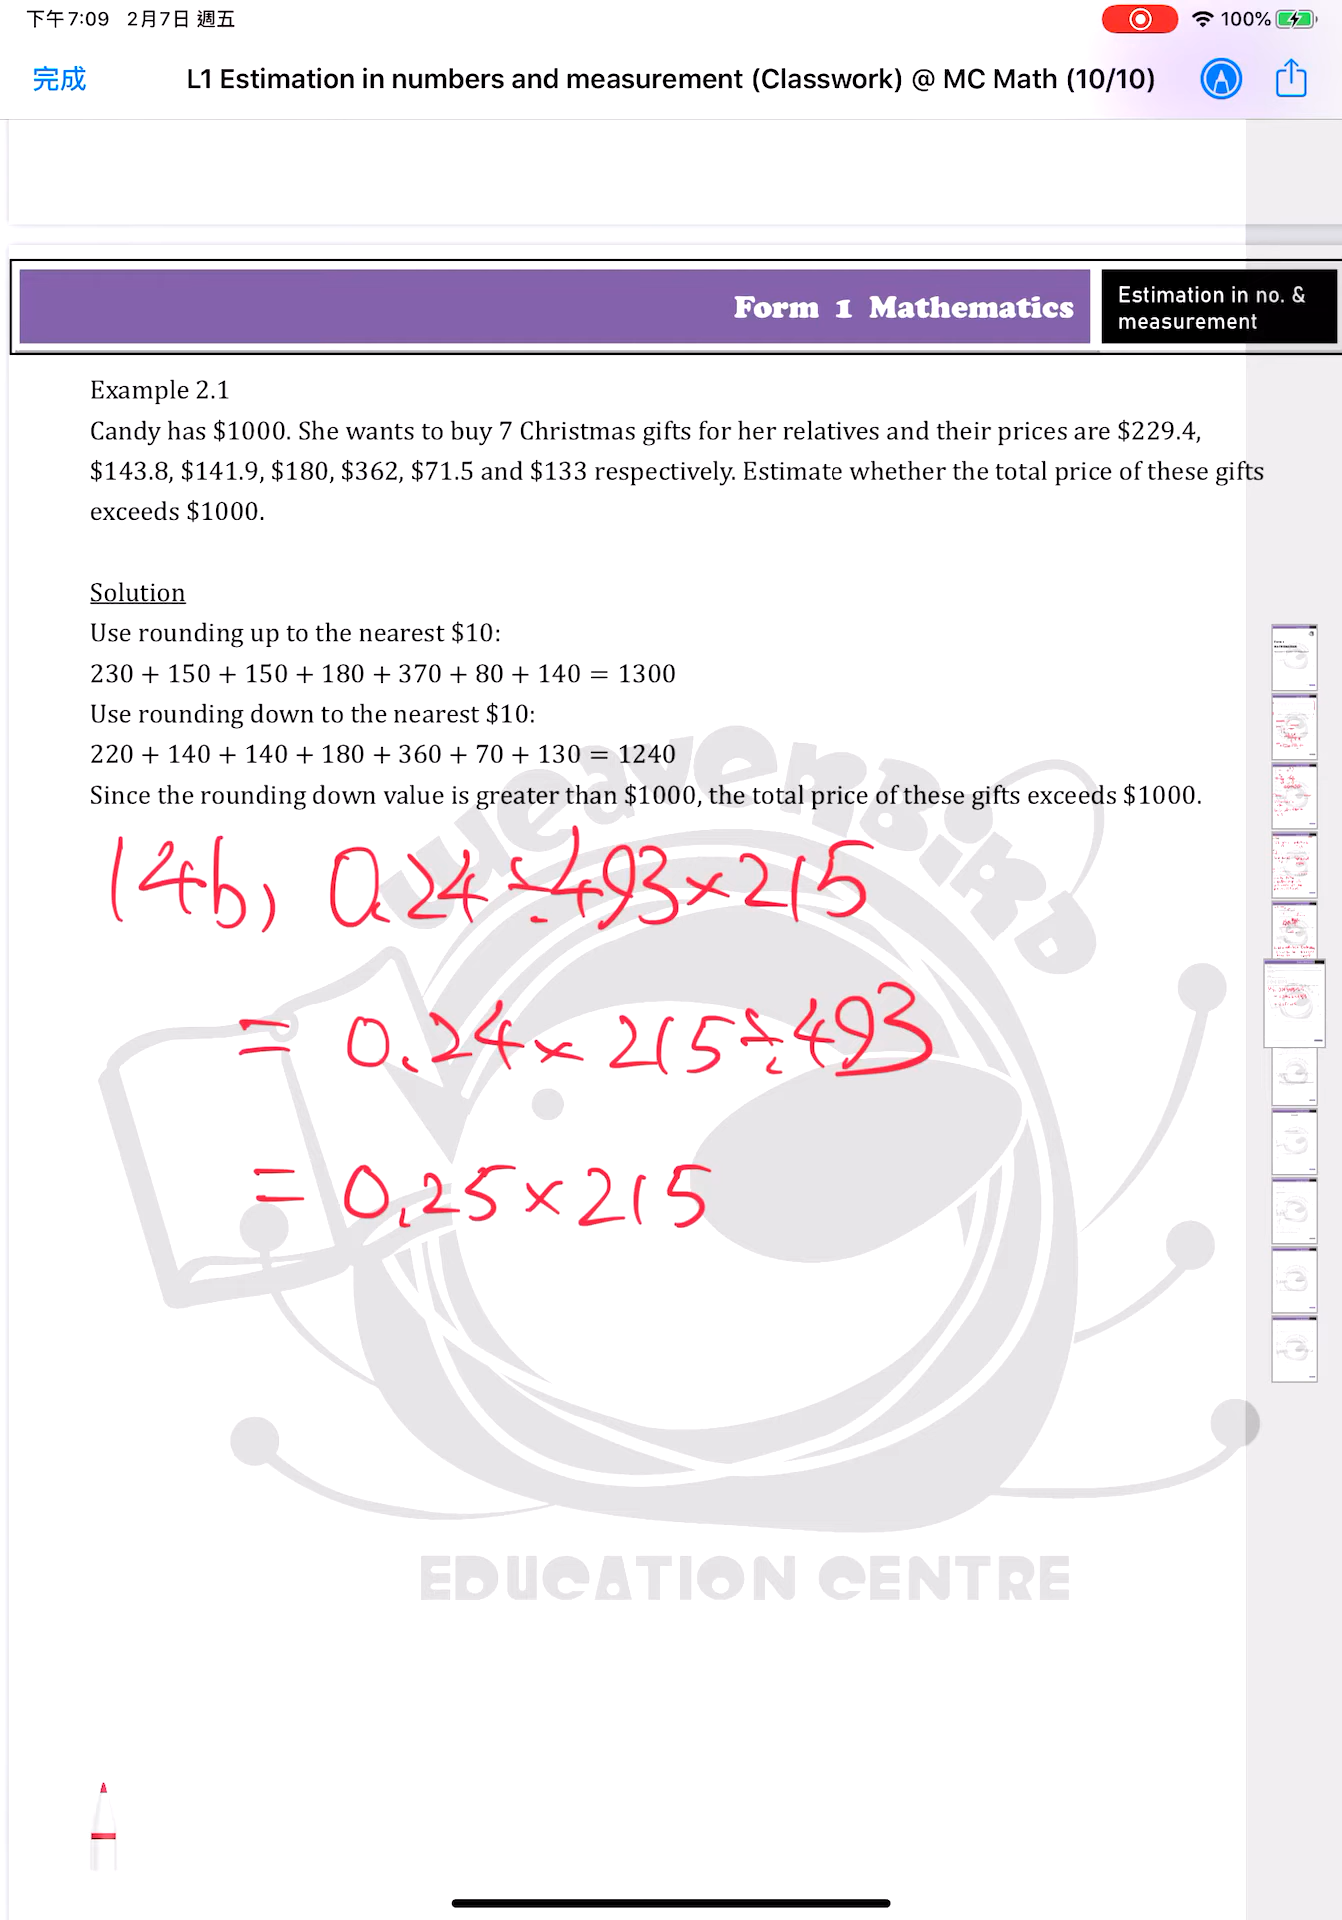 下午7:09 2月7日 週五 100%
完成 L1 Estimation in numbers and measurement (Classwork) @ MC Math (10/10)
Form 1 Mathematics
Estimation in no. &
measurement
Example 2.1
Candy has $1000. She wants to buy 7 Christmas gifts for her relatives and their prices are $229.4,
$143.8, $141.9, $180, $362, $71.5 and $133 respectively. Estimate whether the total price of these gifts
exceeds $1000.
Solution
Use rounding up to the nearest $10:
230 + 150 + 150 + 180 + 370 + 80 + 140 = 1300
Use rounding down to the nearest $10:
220 + 140 + 140 + 180 + 360 + 70 + 130 = 1240
Since the rounding down value is greater than $1000, the total price of these gifts exceeds $1000.
WEAVERBIRD
14b, 0.24÷493×215
= 0.24 × 215÷493
= 0.25×215
EDUCATION CENTRE